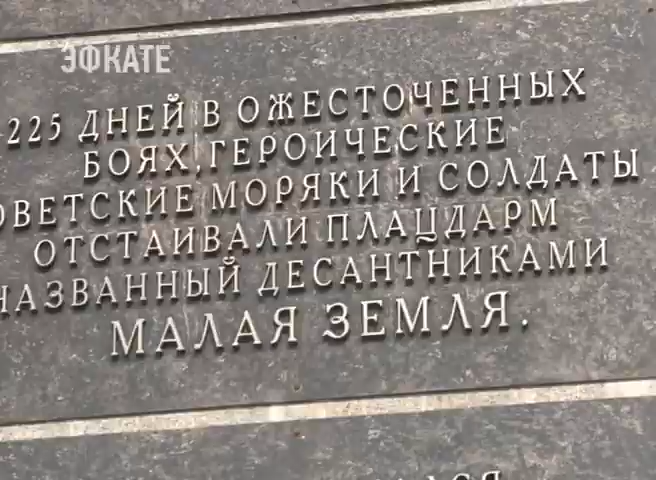 ЭФКАТЕ
225 ДНЕЙ В ОЖЕСТОЧЕННЫХ
БОЯХ, ГЕРОИЧЕСКИЕ
ОВЕТСКИЕ МОРЯКИ И СОЛДАТЫ
ОТСТАИВАЛИ ПЛАЦДАРМ
НАЗВАННЫЙ ДЕСАНТНИКАМИ
МАЛАЯ ЗЕМЛЯ.